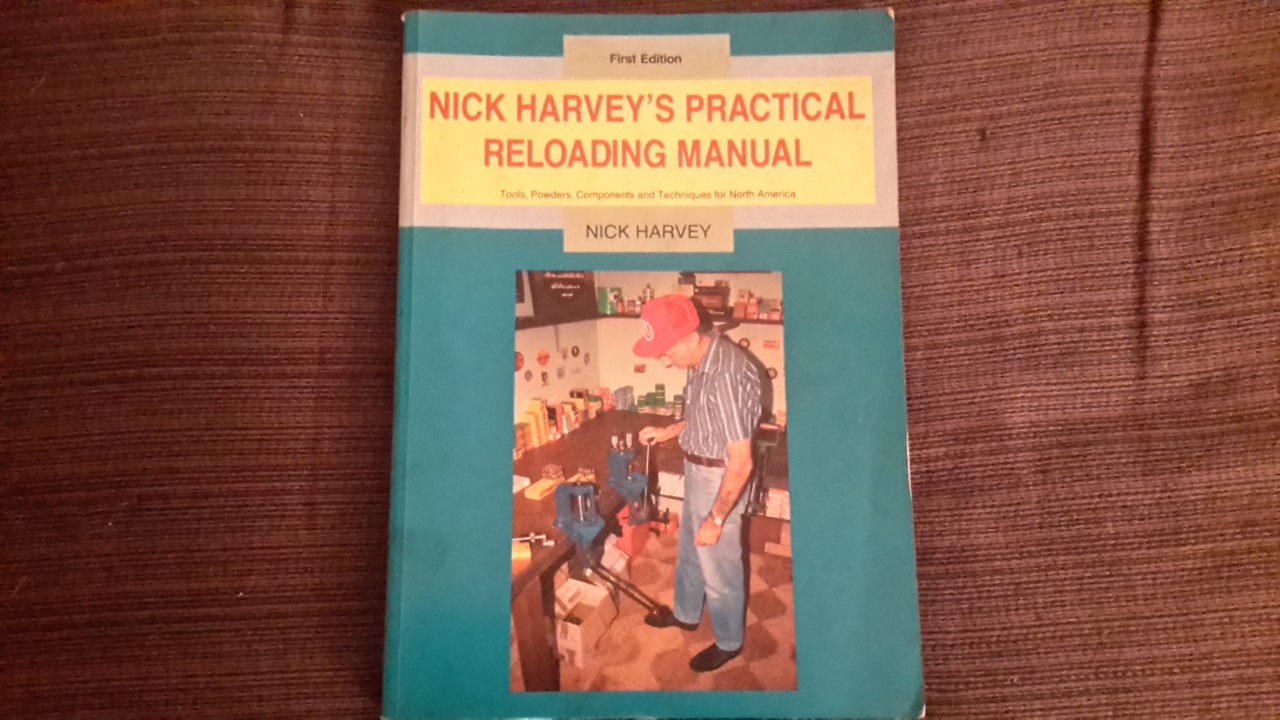 First Edition
NICK HARVEY'S PRACTICAL
RELOADING MANUAL
Tools, Powders, Components and Techniques for North America
NICK HARVEY